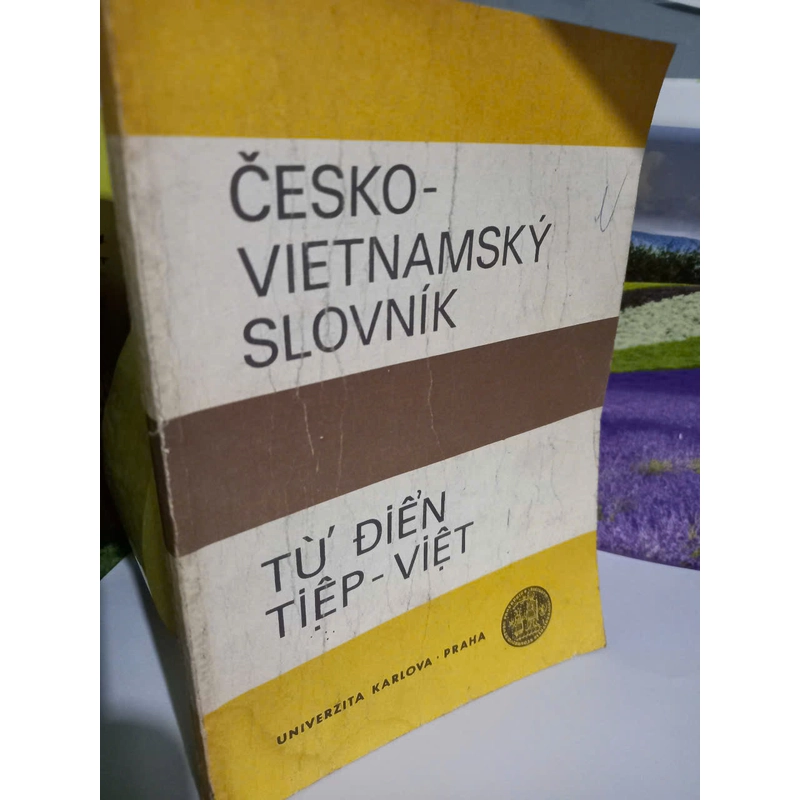 ČESKO-
VIETNAMSKÝ
SLOVNÍK
TỪ ĐIỂN
TIỆP-VIỆT
UNIVERZITA KARLOVA · PRAHA